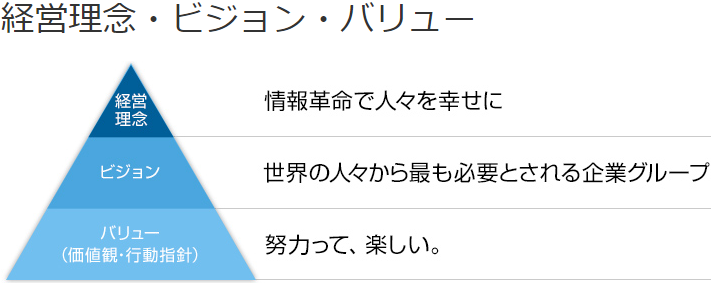 経営理念・ビジョン・バリュー
経営
理念
情報革命で人々を幸せに
ビジョン
世界の人々から最も必要とされる企業グループ
バリュー
（価値観・行動指針）
努力って、楽しい。